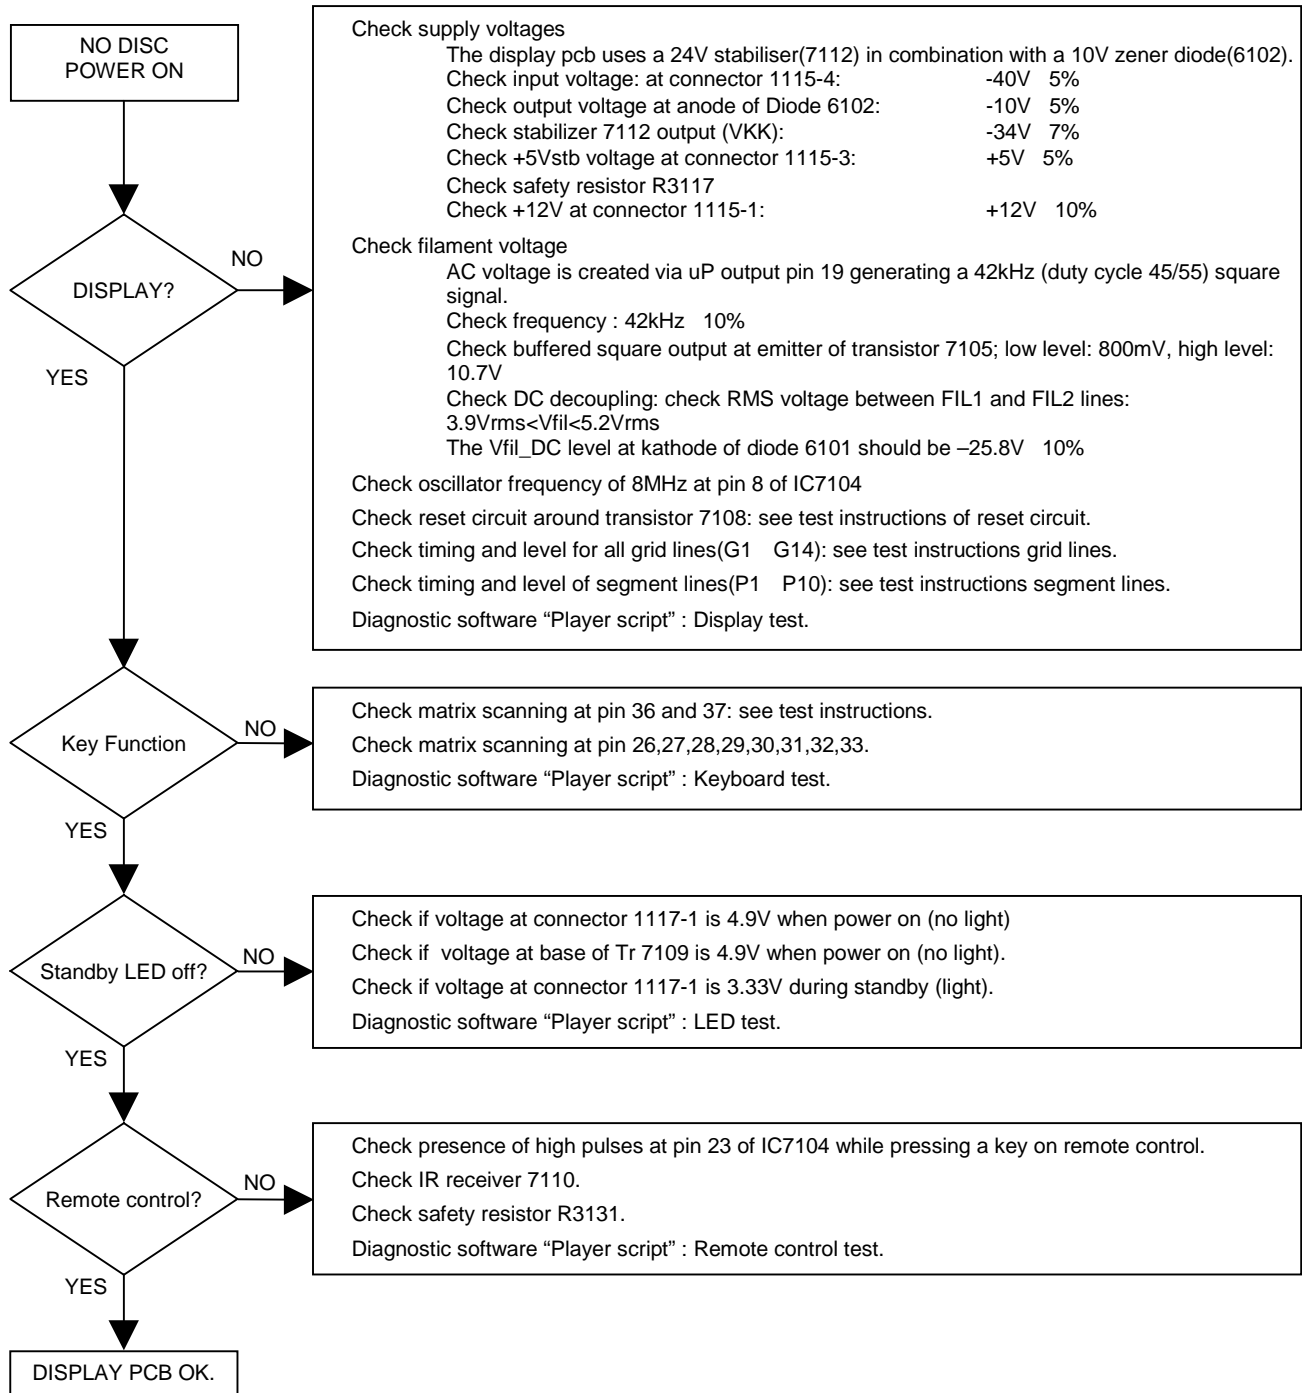 NO DISC
POWER ON
Check supply voltages
The display pcb uses a 24V stabiliser(7112) in combination with a 10V zener diode(6102).
Check input voltage: at connector 1115-4: -40V 5%
Check output voltage at anode of Diode 6102: -10V 5%
Check stabilizer 7112 output (VKK): -34V 7%
Check +5Vstb voltage at connector 1115-3: +5V 5%
Check safety resistor R3117
Check +12V at connector 1115-1: +12V 10%
DISPLAY?
NO
YES
Check filament voltage
AC voltage is created via uP output pin 19 generating a 42kHz (duty cycle 45/55) square
signal.
Check frequency : 42kHz 10%
Check buffered square output at emitter of transistor 7105; low level: 800mV, high level:
10.7V
Check DC decoupling: check RMS voltage between FIL1 and FIL2 lines:
3.9Vrms<Vfil<5.2Vrms
The Vfil_DC level at kathode of diode 6101 should be –25.8V 10%
Check oscillator frequency of 8MHz at pin 8 of IC7104
Check reset circuit around transistor 7108: see test instructions of reset circuit.
Check timing and level for all grid lines(G1 G14): see test instructions grid lines.
Check timing and level of segment lines(P1 P10): see test instructions segment lines.
Diagnostic software “Player script” : Display test.
Key Function
NO
YES
Check matrix scanning at pin 36 and 37: see test instructions.
Check matrix scanning at pin 26,27,28,29,30,31,32,33.
Diagnostic software “Player script” : Keyboard test.
Standby LED off?
NO
YES
Check if voltage at connector 1117-1 is 4.9V when power on (no light)
Check if voltage at base of Tr 7109 is 4.9V when power on (no light).
Check if voltage at connector 1117-1 is 3.33V during standby (light).
Diagnostic software “Player script” : LED test.
Remote control?
NO
YES
Check presence of high pulses at pin 23 of IC7104 while pressing a key on remote control.
Check IR receiver 7110.
Check safety resistor R3131.
Diagnostic software “Player script” : Remote control test.
DISPLAY PCB OK.